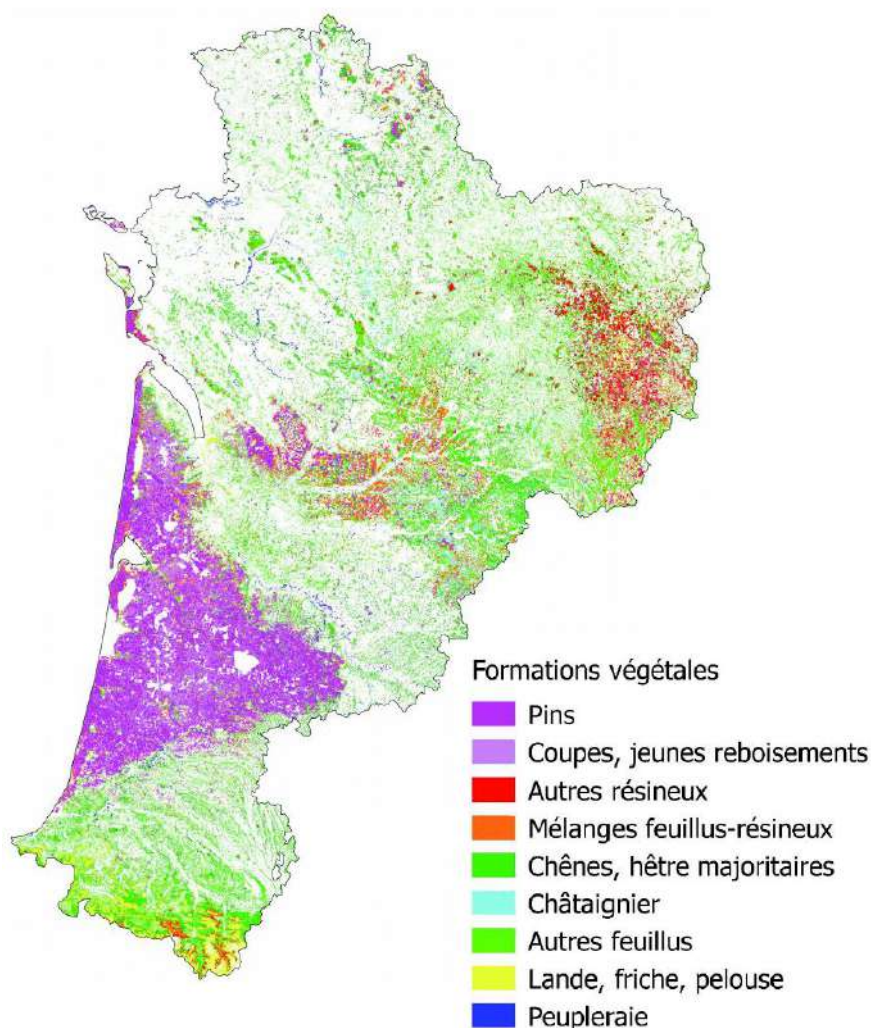 Formations végétales
Pins
Coupes, jeunes reboisements
Autres résineux
Mélanges feuillus-résineux
Chênes, hêtre majoritaires
Châtaignier
Autres feuillus
Lande, friche, pelouse
Peupleraie